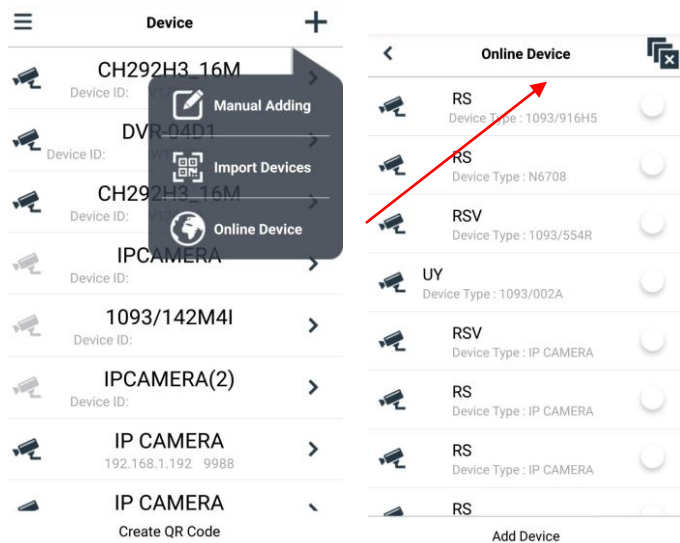 Device
CH292H3_16M
Device ID:
Manual Adding
DVR-04D1
Device ID:
Import Devices
CH292H3_16M
Device ID:
Online Device
IPCAMERA
Device ID:
1093/142M4I
Device ID:
IPCAMERA(2)
Device ID:
IP CAMERA
192.168.1.192 9988
IP CAMERA
Create QR Code
Online Device
RS
Device Type : 1093/916H5
RS
Device Type : N6708
RSV
Device Type : 1093/554R
UY
Device Type : 1093/002A
RSV
Device Type : IP CAMERA
RS
Device Type : IP CAMERA
RS
Device Type : IP CAMERA
RS
Add Device